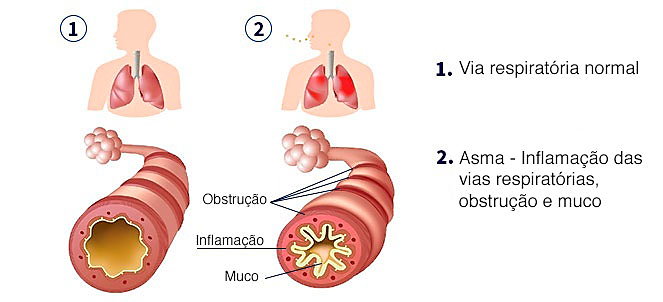 1
2
1. Via respiratória normal
2. Asma - Inflamação das
vias respiratórias,
obstrução e muco
Obstrução
Inflamação
Muco